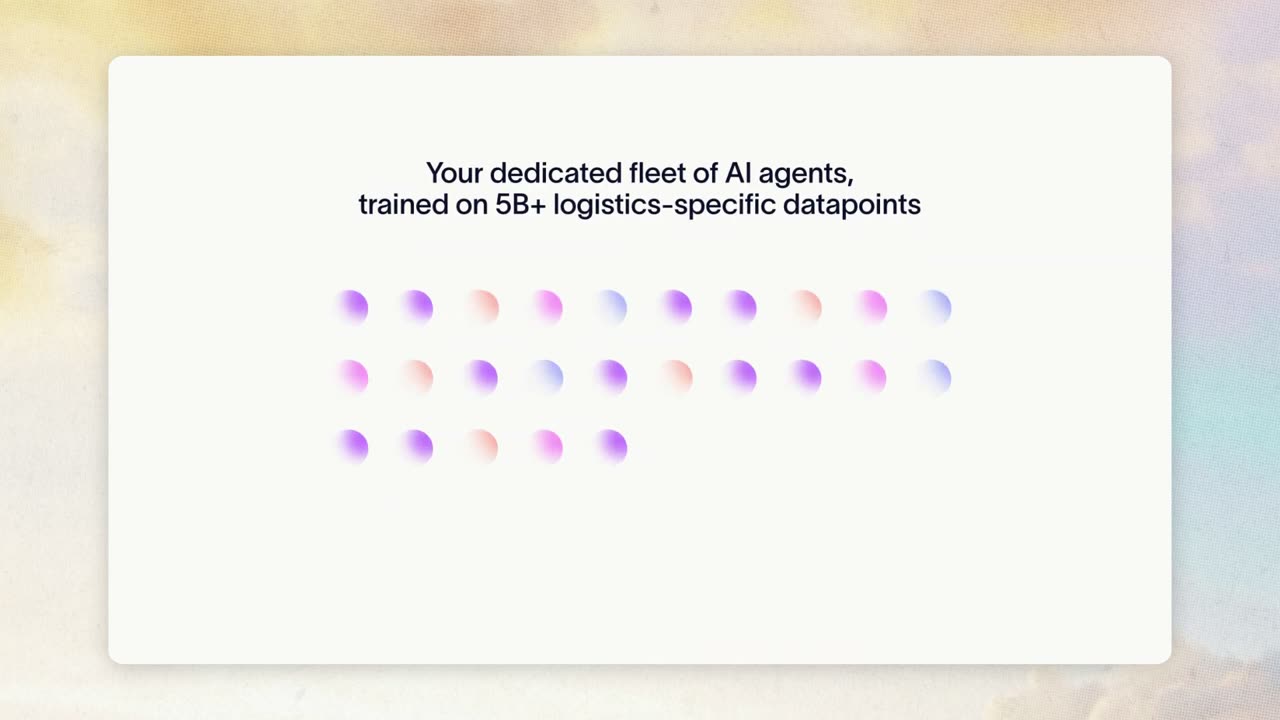 Your dedicated fleet of AI agents,
trained on 5B+ logistics-specific datapoints